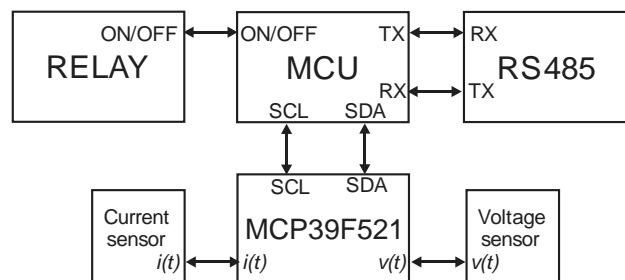 ON/OFF
RELAY
ON/OFF TX
MCU
RX
SCL SDA
RX
RS485
TX
SCL SDA
MCP39F521
i(t) v(t)
Current
sensor
i(t)
Voltage
sensor
v(t)